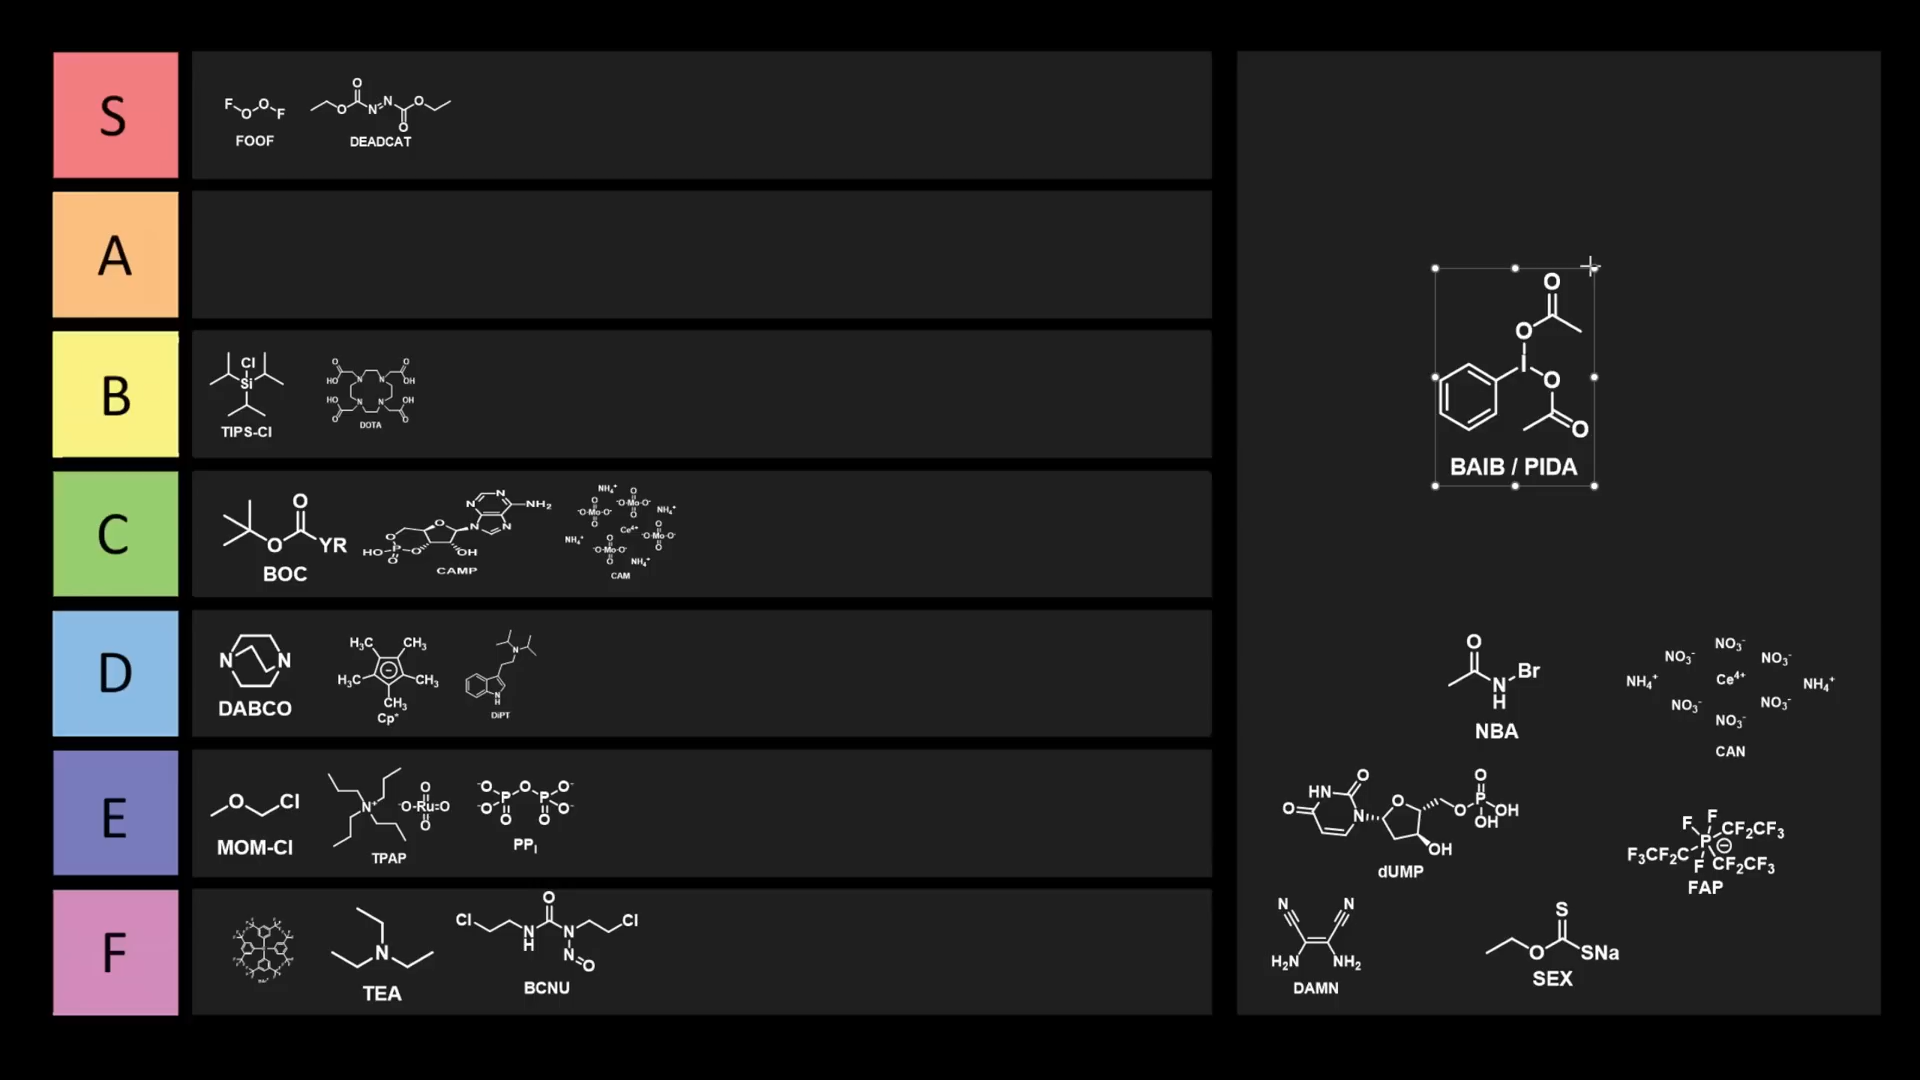 S
FOOF
DEADCAT
A
B
TIPS-Cl
DOTA
C
BOC
CAMP
CAM
D
DABCO
Cp*
DiPT
E
MOM-Cl
TPAP
PPi
F
TEA
BCNU
BAIB / PIDA
NBA
CAN
dUMP
FAP
DAMN
SEX